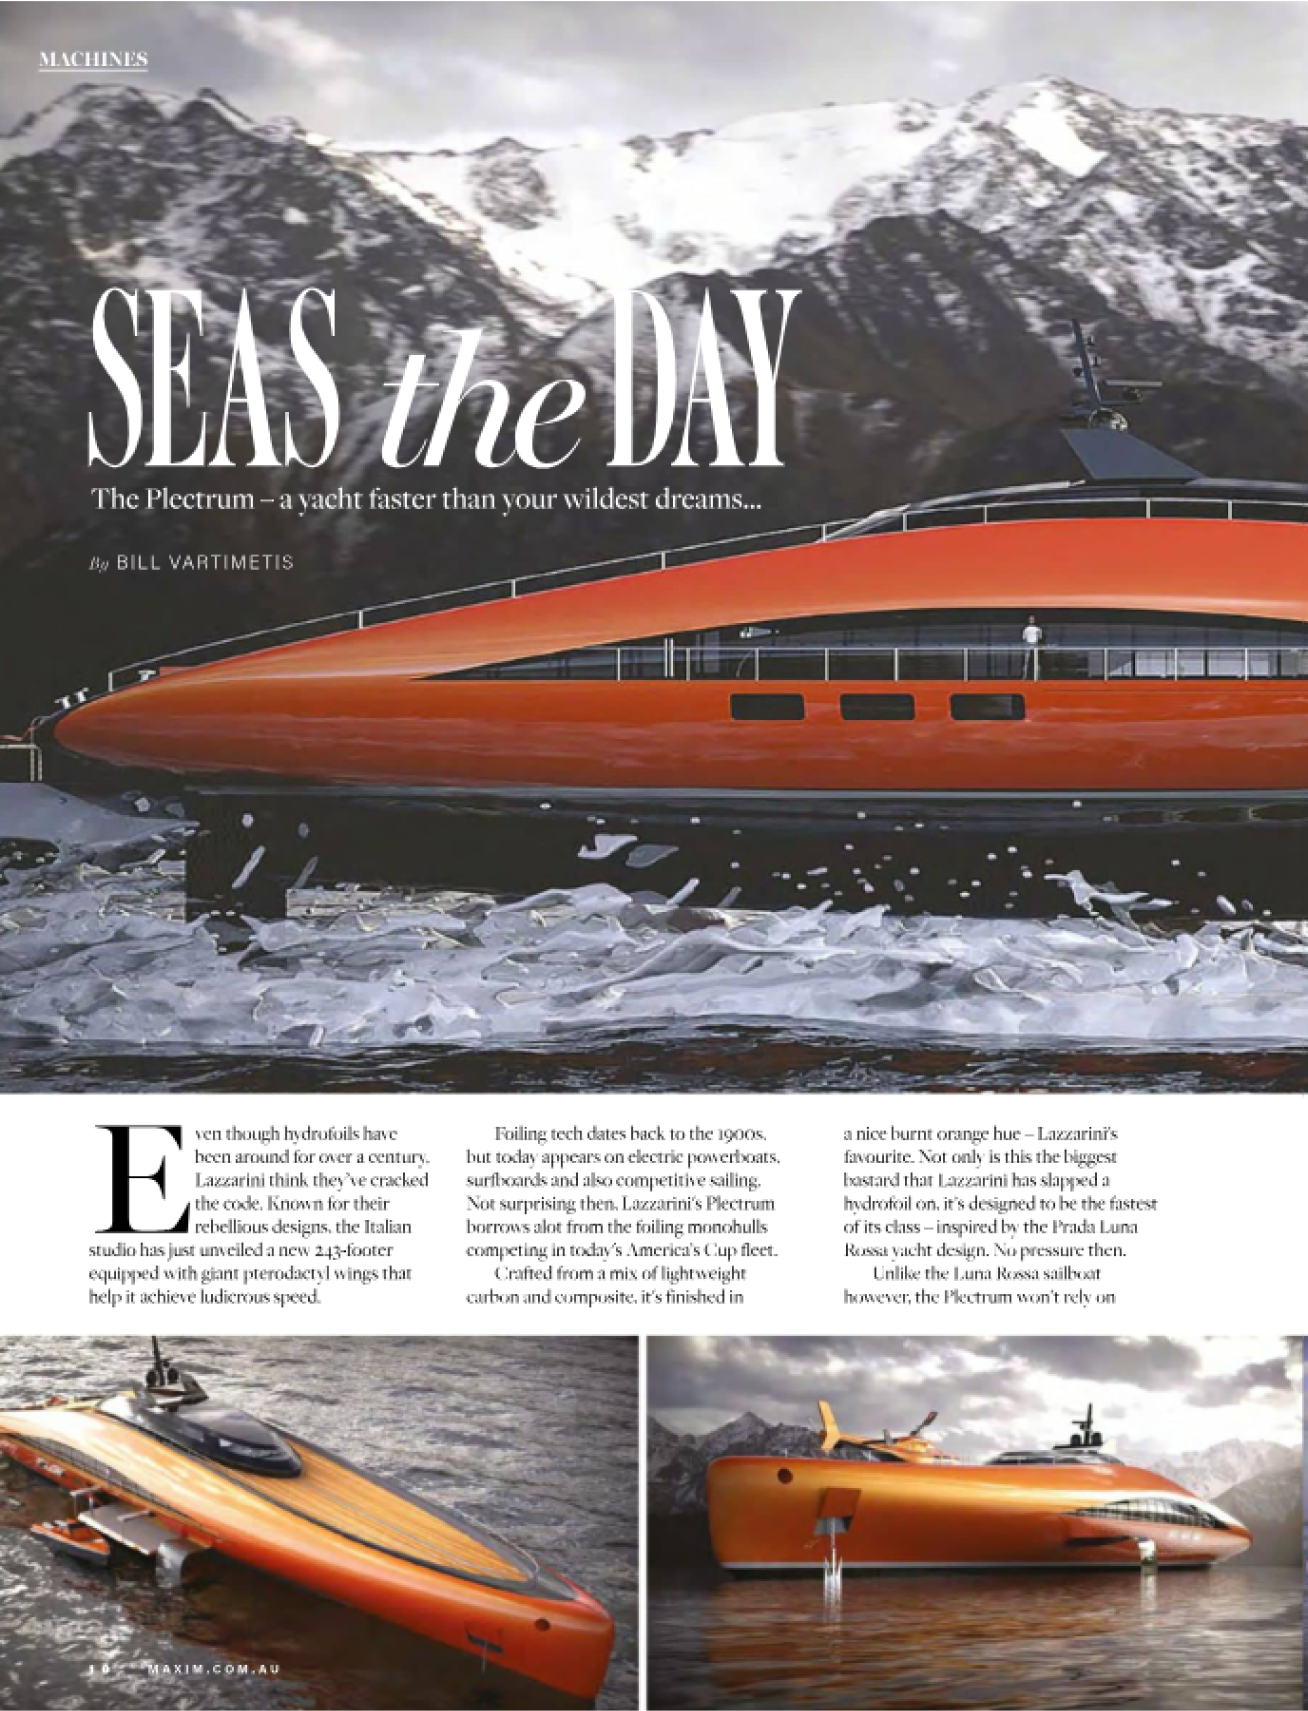 MACHINES
SEAS the DAY
The Plectrum – a yacht faster than your wildest dreams...
By BILL VARTIMETIS
Even though hydrofoils have
been around for over a century,
Lazzarini think they've cracked
the code. Known for their
rebellious designs, the Italian
studio has just unveiled a new 243-footer
equipped with giant pterodactyl wings that
help it achieve ludicrous speed.
Foiling tech dates back to the 1900s,
but today appears on electric powerboats,
surfboards and also competitive sailing.
Not surprising then, Lazzarini's Plectrum
borrows alot from the foiling monohulls
competing in today's America's Cup fleet.
Crafted from a mix of lightweight
carbon and composite, it's finished in
a nice burnt orange hue – Lazzarini's
favourite. Not only is this the biggest
bastard that Lazzarini has slapped a
hydrofoil on, it's designed to be the fastest
of its class – inspired by the Prada Luna
Rossa yacht design. No pressure then.
Unlike the Luna Rossa sailboat
however, the Plectrum won't rely on
10 MAXIM.COM.AU